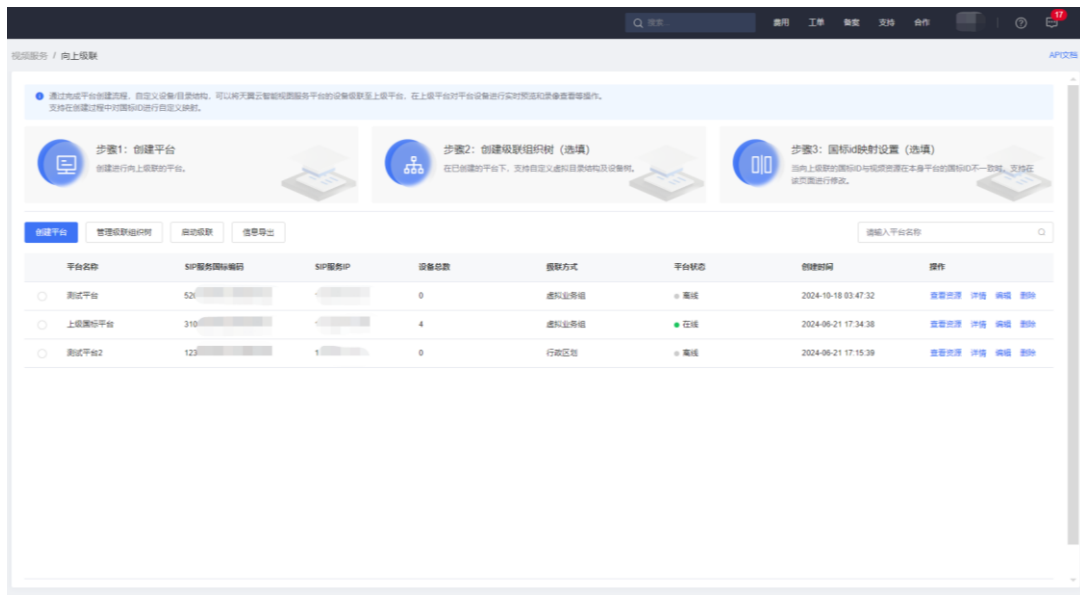 搜索...
费用 工单 备案 支持 合作 17
视频服务 / 向上级联 API文档
通过完成平台创建流程，自定义设备/目录结构，可以将天翼云智能视图服务平台的设备级联至上级平台，在上级平台对平台设备进行实时预览和录像查看等操作。
支持在创建过程中对国标ID进行自定义映射。
步骤1：创建平台
创建进行向上级联的平台。
步骤2：创建级联组织树（选填）
在已创建的平台下，支持自定义虚拟目录结构及设备树。
步骤3：国标id映射设置（选填）
当向上级联的国标ID与视频资源在本身平台的国标ID不一致时，支持在
该页面进行修改。
创建平台 管理级联组织树 启动级联 信息导出 请输入平台名称
平台名称 SIP服务国标编码 SIP服务IP 设备总数 级联方式 平台状态 创建时间 操作
测试平台 520 0 虚拟业务组 离线 2024-10-18 03:47:32 查看资源 详情 编辑 删除
上级国标平台 310 4 虚拟业务组 在线 2024-06-21 17:34:38 查看资源 详情 编辑 删除
测试平台2 123 1 0 行政区划 离线 2024-06-21 17:15:39 查看资源 详情 编辑 删除